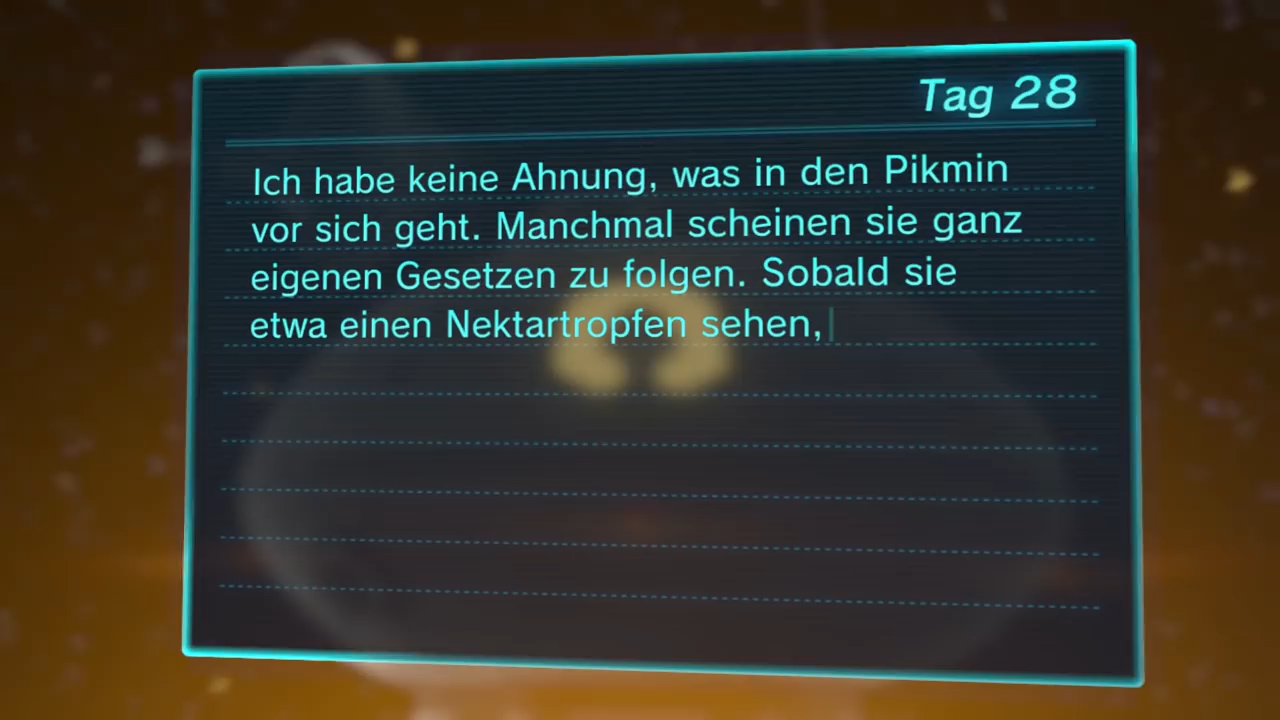 Tag 28
Ich habe keine Ahnung, was in den Pikmin
vor sich geht. Manchmal scheinen sie ganz
eigenen Gesetzen zu folgen. Sobald sie
etwa einen Nektartropfen sehen,